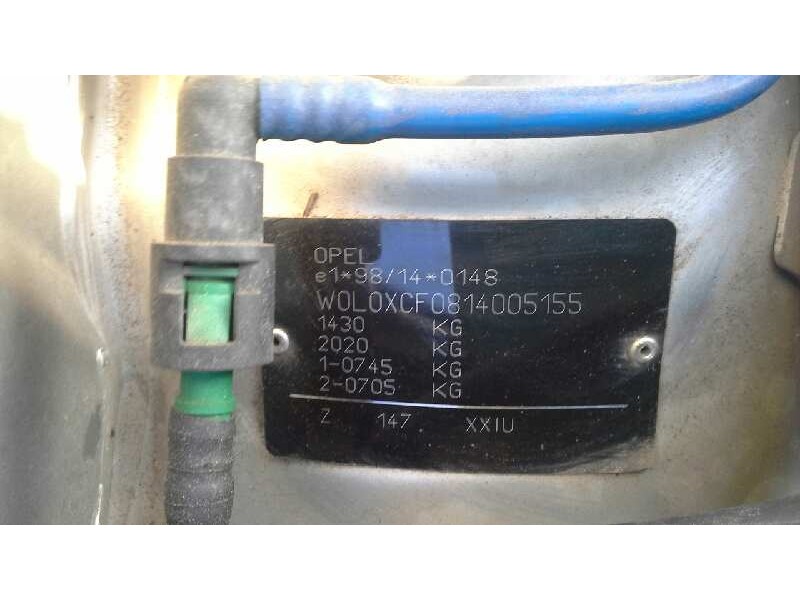 OPEL
e1*98/14*0148
W0L0XCF0814005155
1430 KG
2020 KG
1-0745 KG
2-0705 KG
Z 147 XXIU